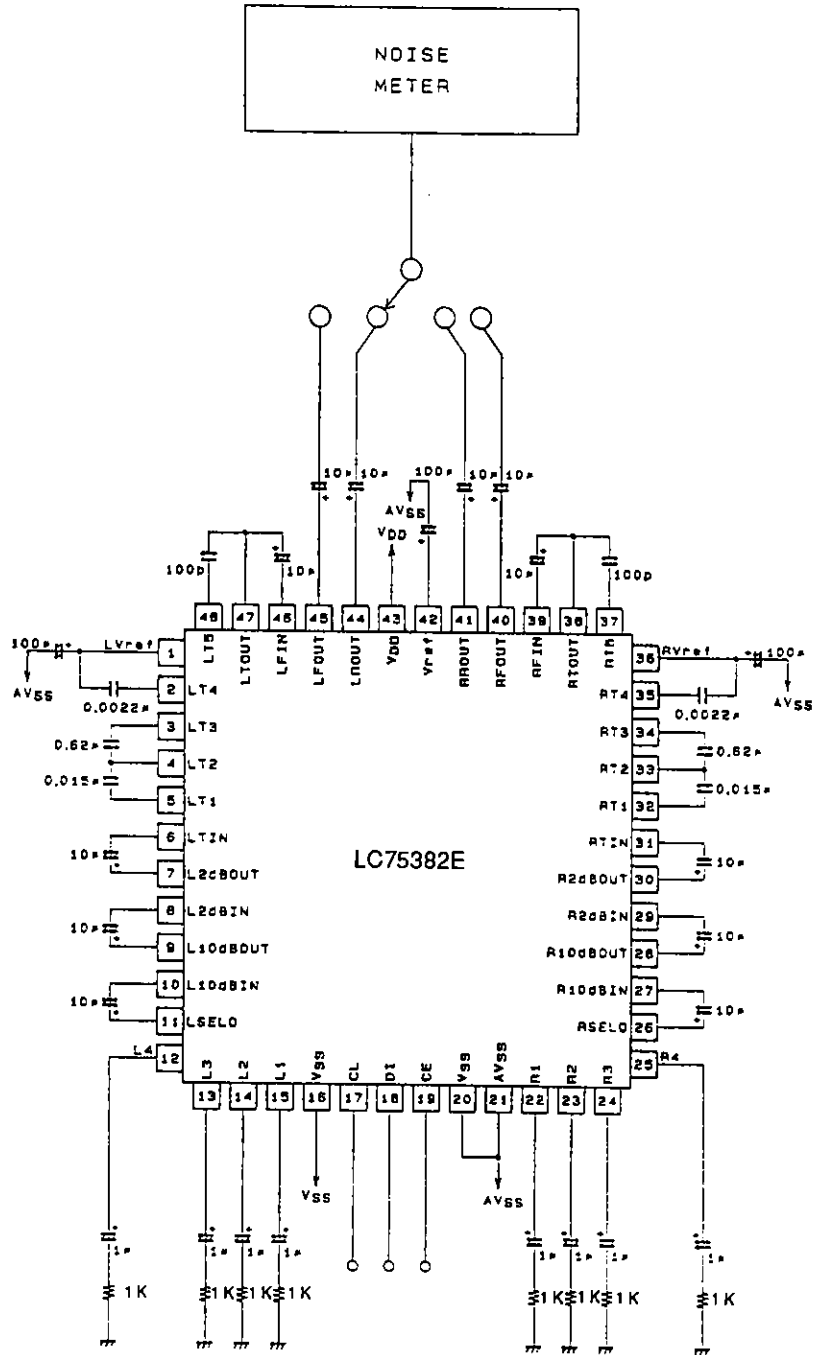 NOISE
METER
10μ
10μ
100μ
10μ
10μ
AVSS
VDD
100p
10μ
10μ
100p
48
47
46
45
44
43
42
41
40
39
38
37
LT5
LTOUT
LFIN
LFOUT
LROUT
VDD
Vref
RROUT
RFOUT
RFIN
RTOUT
RT5
100μ
LVref
1
36
RVref
100μ
AVSS
2
LT4
RT4
35
AVSS
0.0022μ
0.0022μ
3
LT3
RT3
34
0.62μ
0.62μ
4
LT2
RT2
33
0.015μ
0.015μ
5
LT1
RT1
32
6
LTIN
RTIN
31
10μ
LC75382E
10μ
7
L2dBOUT
R2dBOUT
30
8
L2dBIN
R2dBIN
29
10μ
10μ
9
L10dBOUT
R10dBOUT
28
10
L10dBIN
R10dBIN
27
10μ
10μ
11
LSELO
RSELO
26
12
L4
R4
25
L3
L2
L1
VSS
CL
DI
CE
VSS
AVSS
R1
R2
R3
13
14
15
16
17
18
19
20
21
22
23
24
VSS
AVSS
1μ
1μ
1μ
1μ
1μ
1μ
1μ
1μ
1K
1K
1K
1K
1K
1K
1K
1K